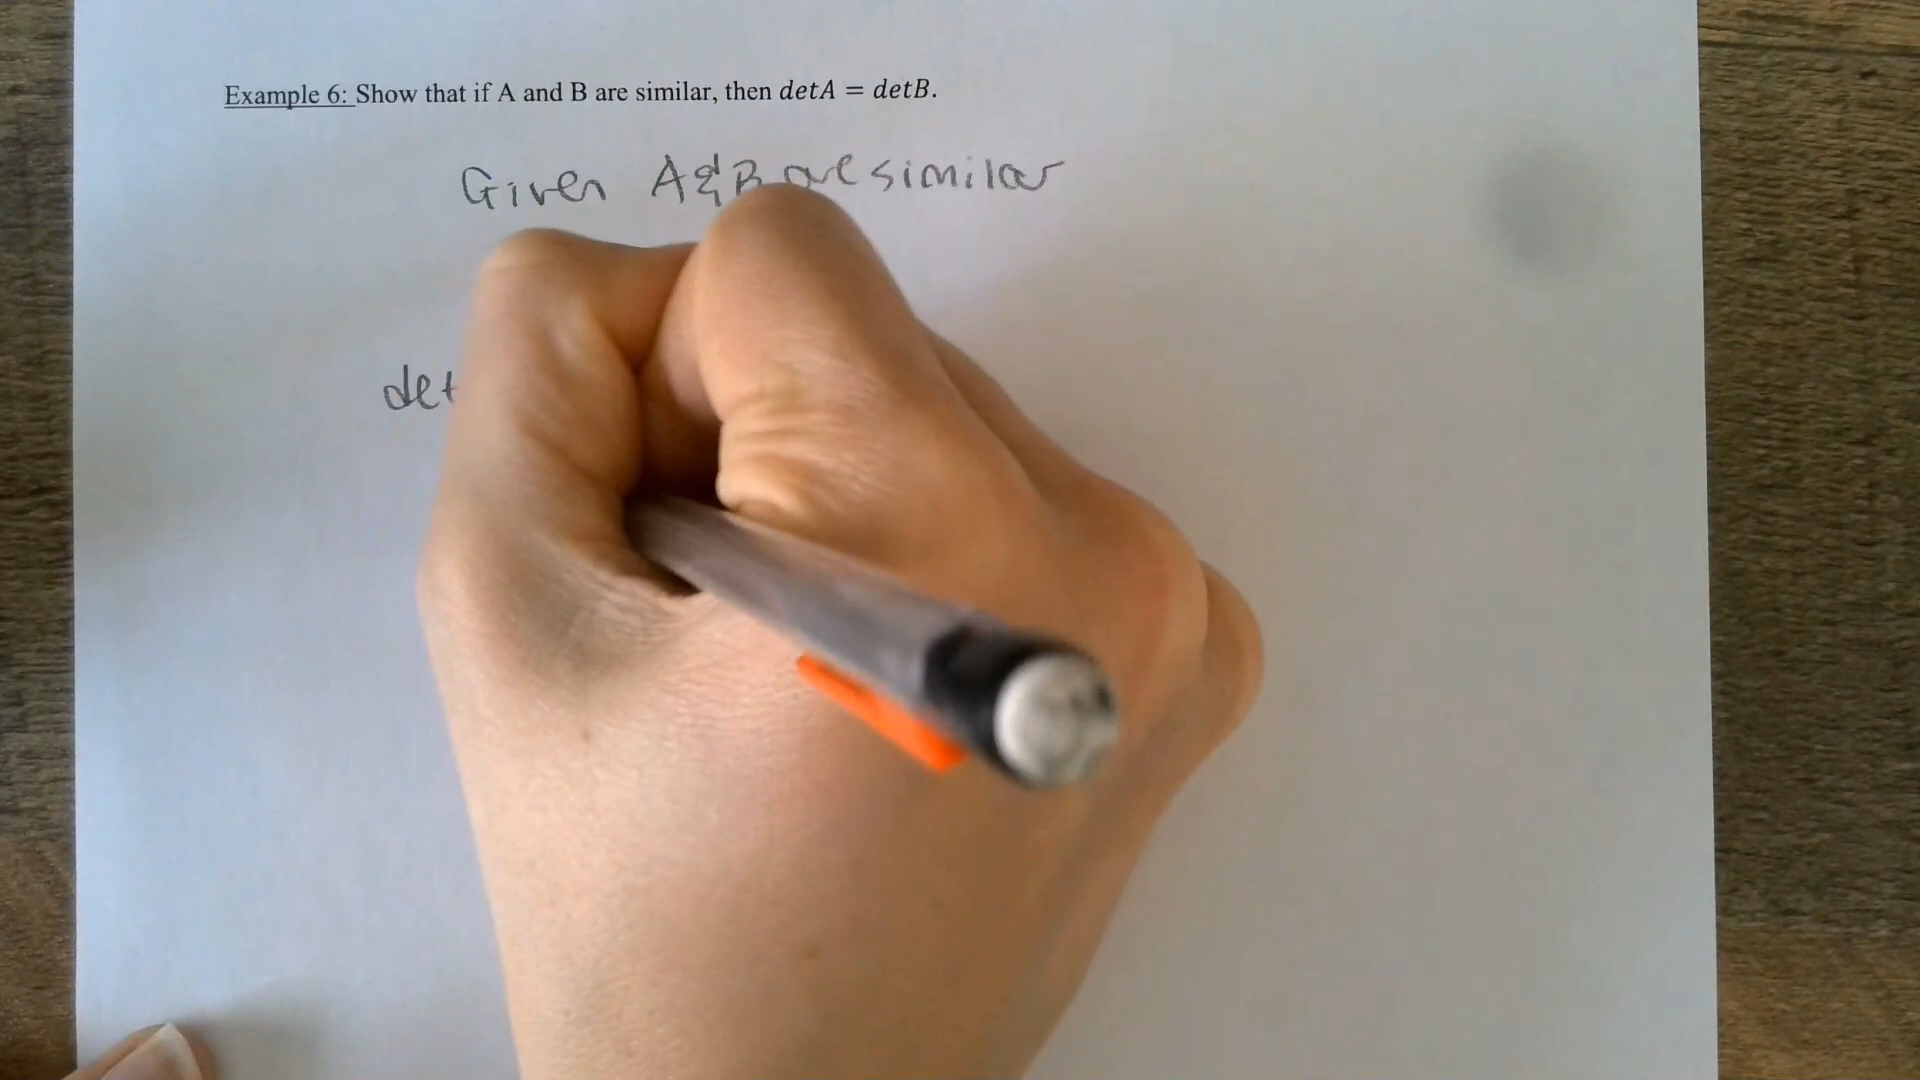 Example 6: Show that if A and B are similar, then detA = detB.
Given A & B are similar
det